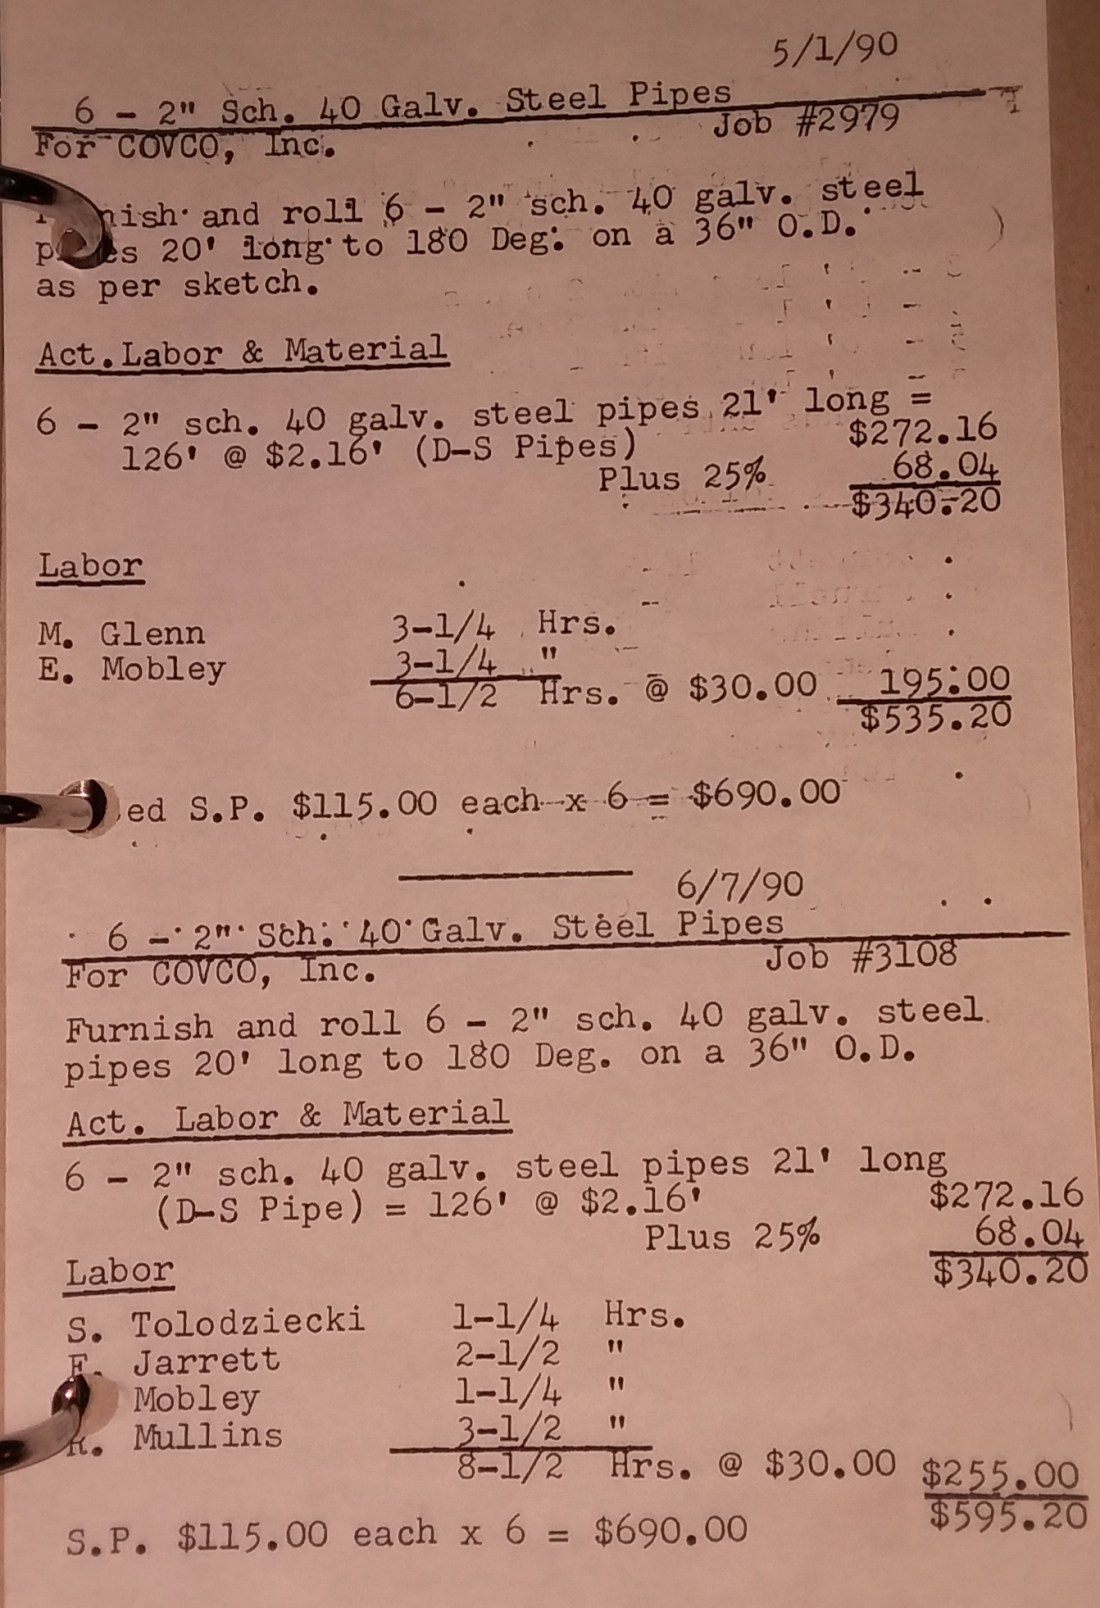 5/1/90
6 - 2" Sch. 40 Galv. Steel Pipes
For COVCO, Inc. Job #2979
nish and roll 6 - 2" sch. 40 galv. steel
p es 20' long to 180 Deg. on a 36" O.D.
as per sketch.
Act. Labor & Material
6 - 2" sch. 40 galv. steel pipes 21' long =
126' @ $2.16' (D-S Pipes) $272.16
Plus 25% 68.04
$340.20
Labor
M. Glenn 3-1/4 Hrs.
E. Mobley 3-1/4 "
6-1/2 Hrs. @ $30.00 195.00
$535.20
ed S.P. $115.00 each x 6 = $690.00
6/7/90
6 - 2" Sch. 40 Galv. Steel Pipes
For COVCO, Inc. Job #3108
Furnish and roll 6 - 2" sch. 40 galv. steel
pipes 20' long to 180 Deg. on a 36" O.D.
Act. Labor & Material
6 - 2" sch. 40 galv. steel pipes 21' long
(D-S Pipe) = 126' @ $2.16' $272.16
Plus 25% 68.04
$340.20
Labor
S. Tolodziecki 1-1/4 Hrs.
Jarrett 2-1/2 "
Mobley 1-1/4 "
R. Mullins 3-1/2 "
8-1/2 Hrs. @ $30.00 $255.00
$595.20
S.P. $115.00 each x 6 = $690.00